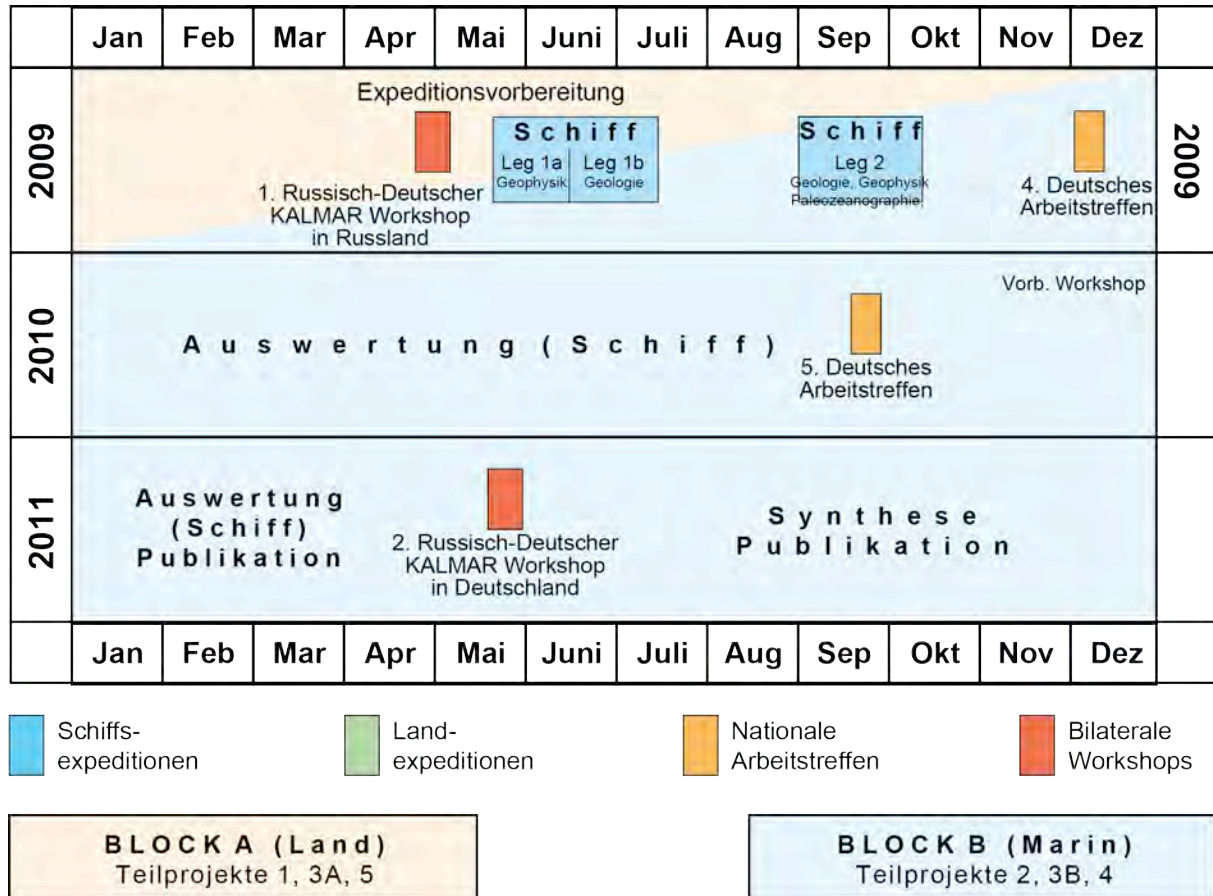 Jan Feb Mar Apr Mai Juni Juli Aug Sep Okt Nov Dez
2009
Expeditionsvorbereitung
1. Russisch-Deutscher
KALMAR Workshop
in Russland
Schiff
Leg 1a Leg 1b
Geophysik Geologie
Schiff
Leg 2
Geologie, Geophysik
Paleozeanographie
4. Deutsches
Arbeitstreffen
2009
2010
Auswertung (Schiff)
5. Deutsches
Arbeitstreffen
Vorb. Workshop
2010
2011
Auswertung
(Schiff)
Publikation
2. Russisch-Deutscher
KALMAR Workshop
in Deutschland
Synthese
Publikation
2011
Jan Feb Mar Apr Mai Juni Juli Aug Sep Okt Nov Dez
Schiffs-
expeditionen
Land-
expeditionen
Nationale
Arbeitstreffen
Bilaterale
Workshops
BLOCK A (Land)
Teilprojekte 1, 3A, 5
BLOCK B (Marin)
Teilprojekte 2, 3B, 4